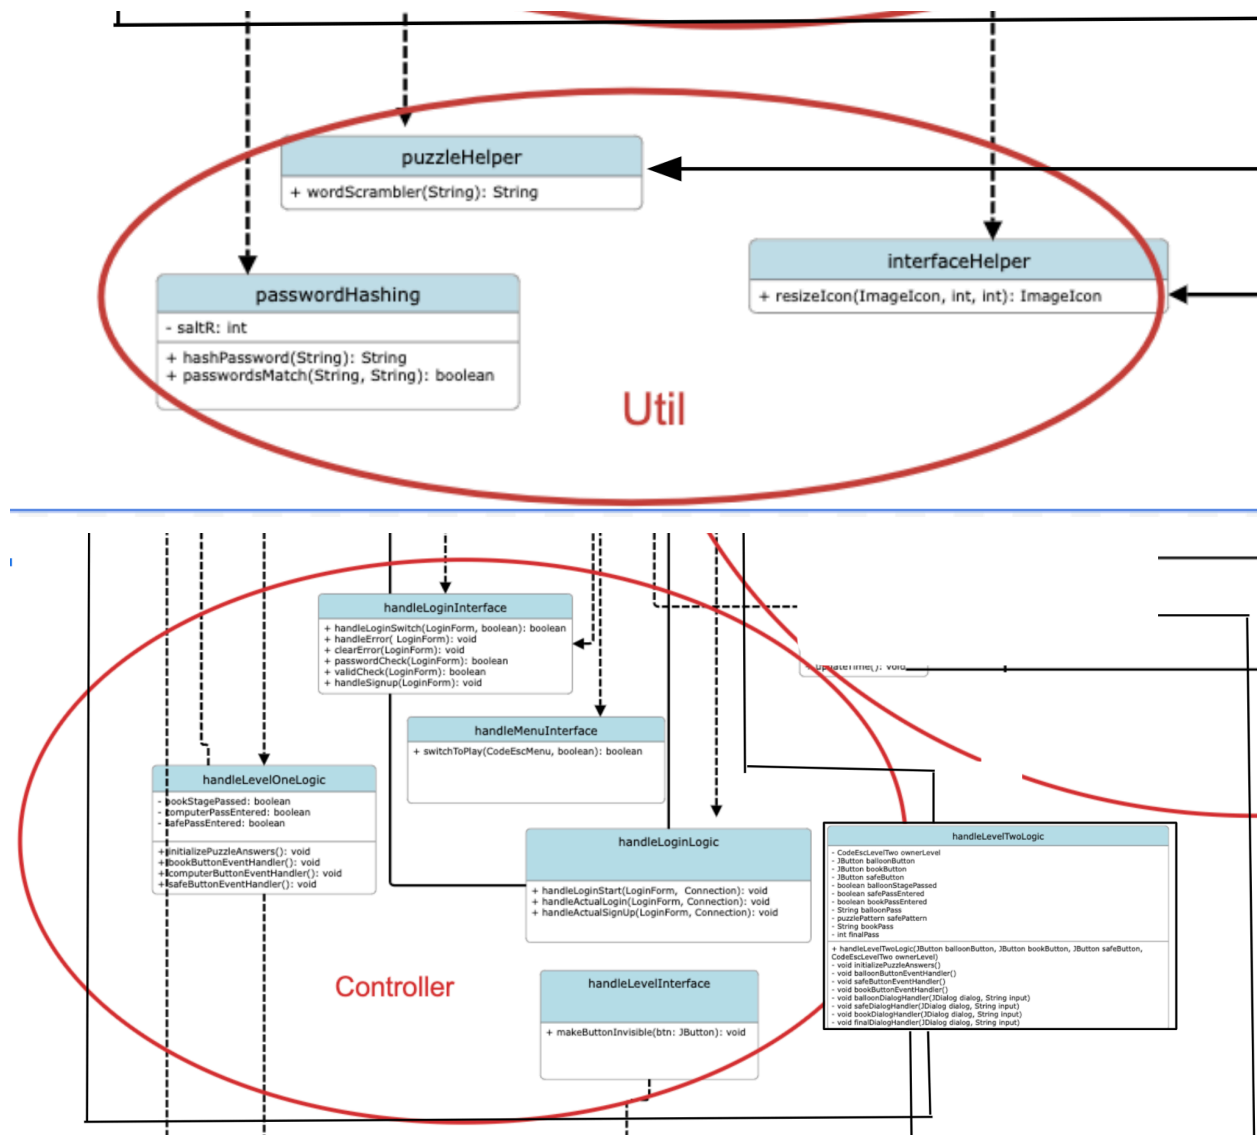 puzzleHelper
+ wordScrambler(String): String
interfaceHelper
+ resizeIcon(ImageIcon, int, int): ImageIcon
passwordHashing
- saltR: int
+ hashPassword(String): String
+ passwordsMatch(String, String): boolean
Util
handleLoginInterface
+ handleLoginSwitch(LoginForm, boolean): boolean
+ handleError( LoginForm): void
+ clearError(LoginForm): void
+ passwordCheck(LoginForm): boolean
+ validCheck(LoginForm): boolean
+ handleSignup(LoginForm): void
+ updateTime(): void
handleMenuInterface
+ switchToPlay(CodeEscMenu, boolean): boolean
handleLevelOneLogic
- bookStagePassed: boolean
- computerPassEntered: boolean
- safePassEntered: boolean
+ initializePuzzleAnswers(): void
+ bookButtonEventHandler(): void
+ computerButtonEventHandler(): void
+ safeButtonEventHandler(): void
handleLoginLogic
+ handleLoginStart(LoginForm, Connection): void
+ handleActualLogin(LoginForm, Connection): void
+ handleActualSignUp(LoginForm, Connection): void
handleLevelTwoLogic
- CodeEscLevelTwo ownerLevel
- JButton balloonButton
- JButton bookButton
- JButton safeButton
- boolean balloonStagePassed
- boolean safePassEntered
- boolean bookPassEntered
- String balloonPass
- puzzlePattern safePattern
- String bookPass
- int finalPass
+ handleLevelTwoLogic(JButton balloonButton, JButton bookButton, JButton safeButton,
CodeEscLevelTwo ownerLevel)
- void initializePuzzleAnswers()
- void balloonButtonEventHandler()
- void safeButtonEventHandler()
- void bookButtonEventHandler()
- void balloonDialogHandler(JDialog dialog, String input)
- void safeDialogHandler(JDialog dialog, String input)
- void bookDialogHandler(JDialog dialog, String input)
- void finalDialogHandler(JDialog dialog, String input)
Controller
handleLevelInterface
+ makeButtonInvisible(btn: JButton): void